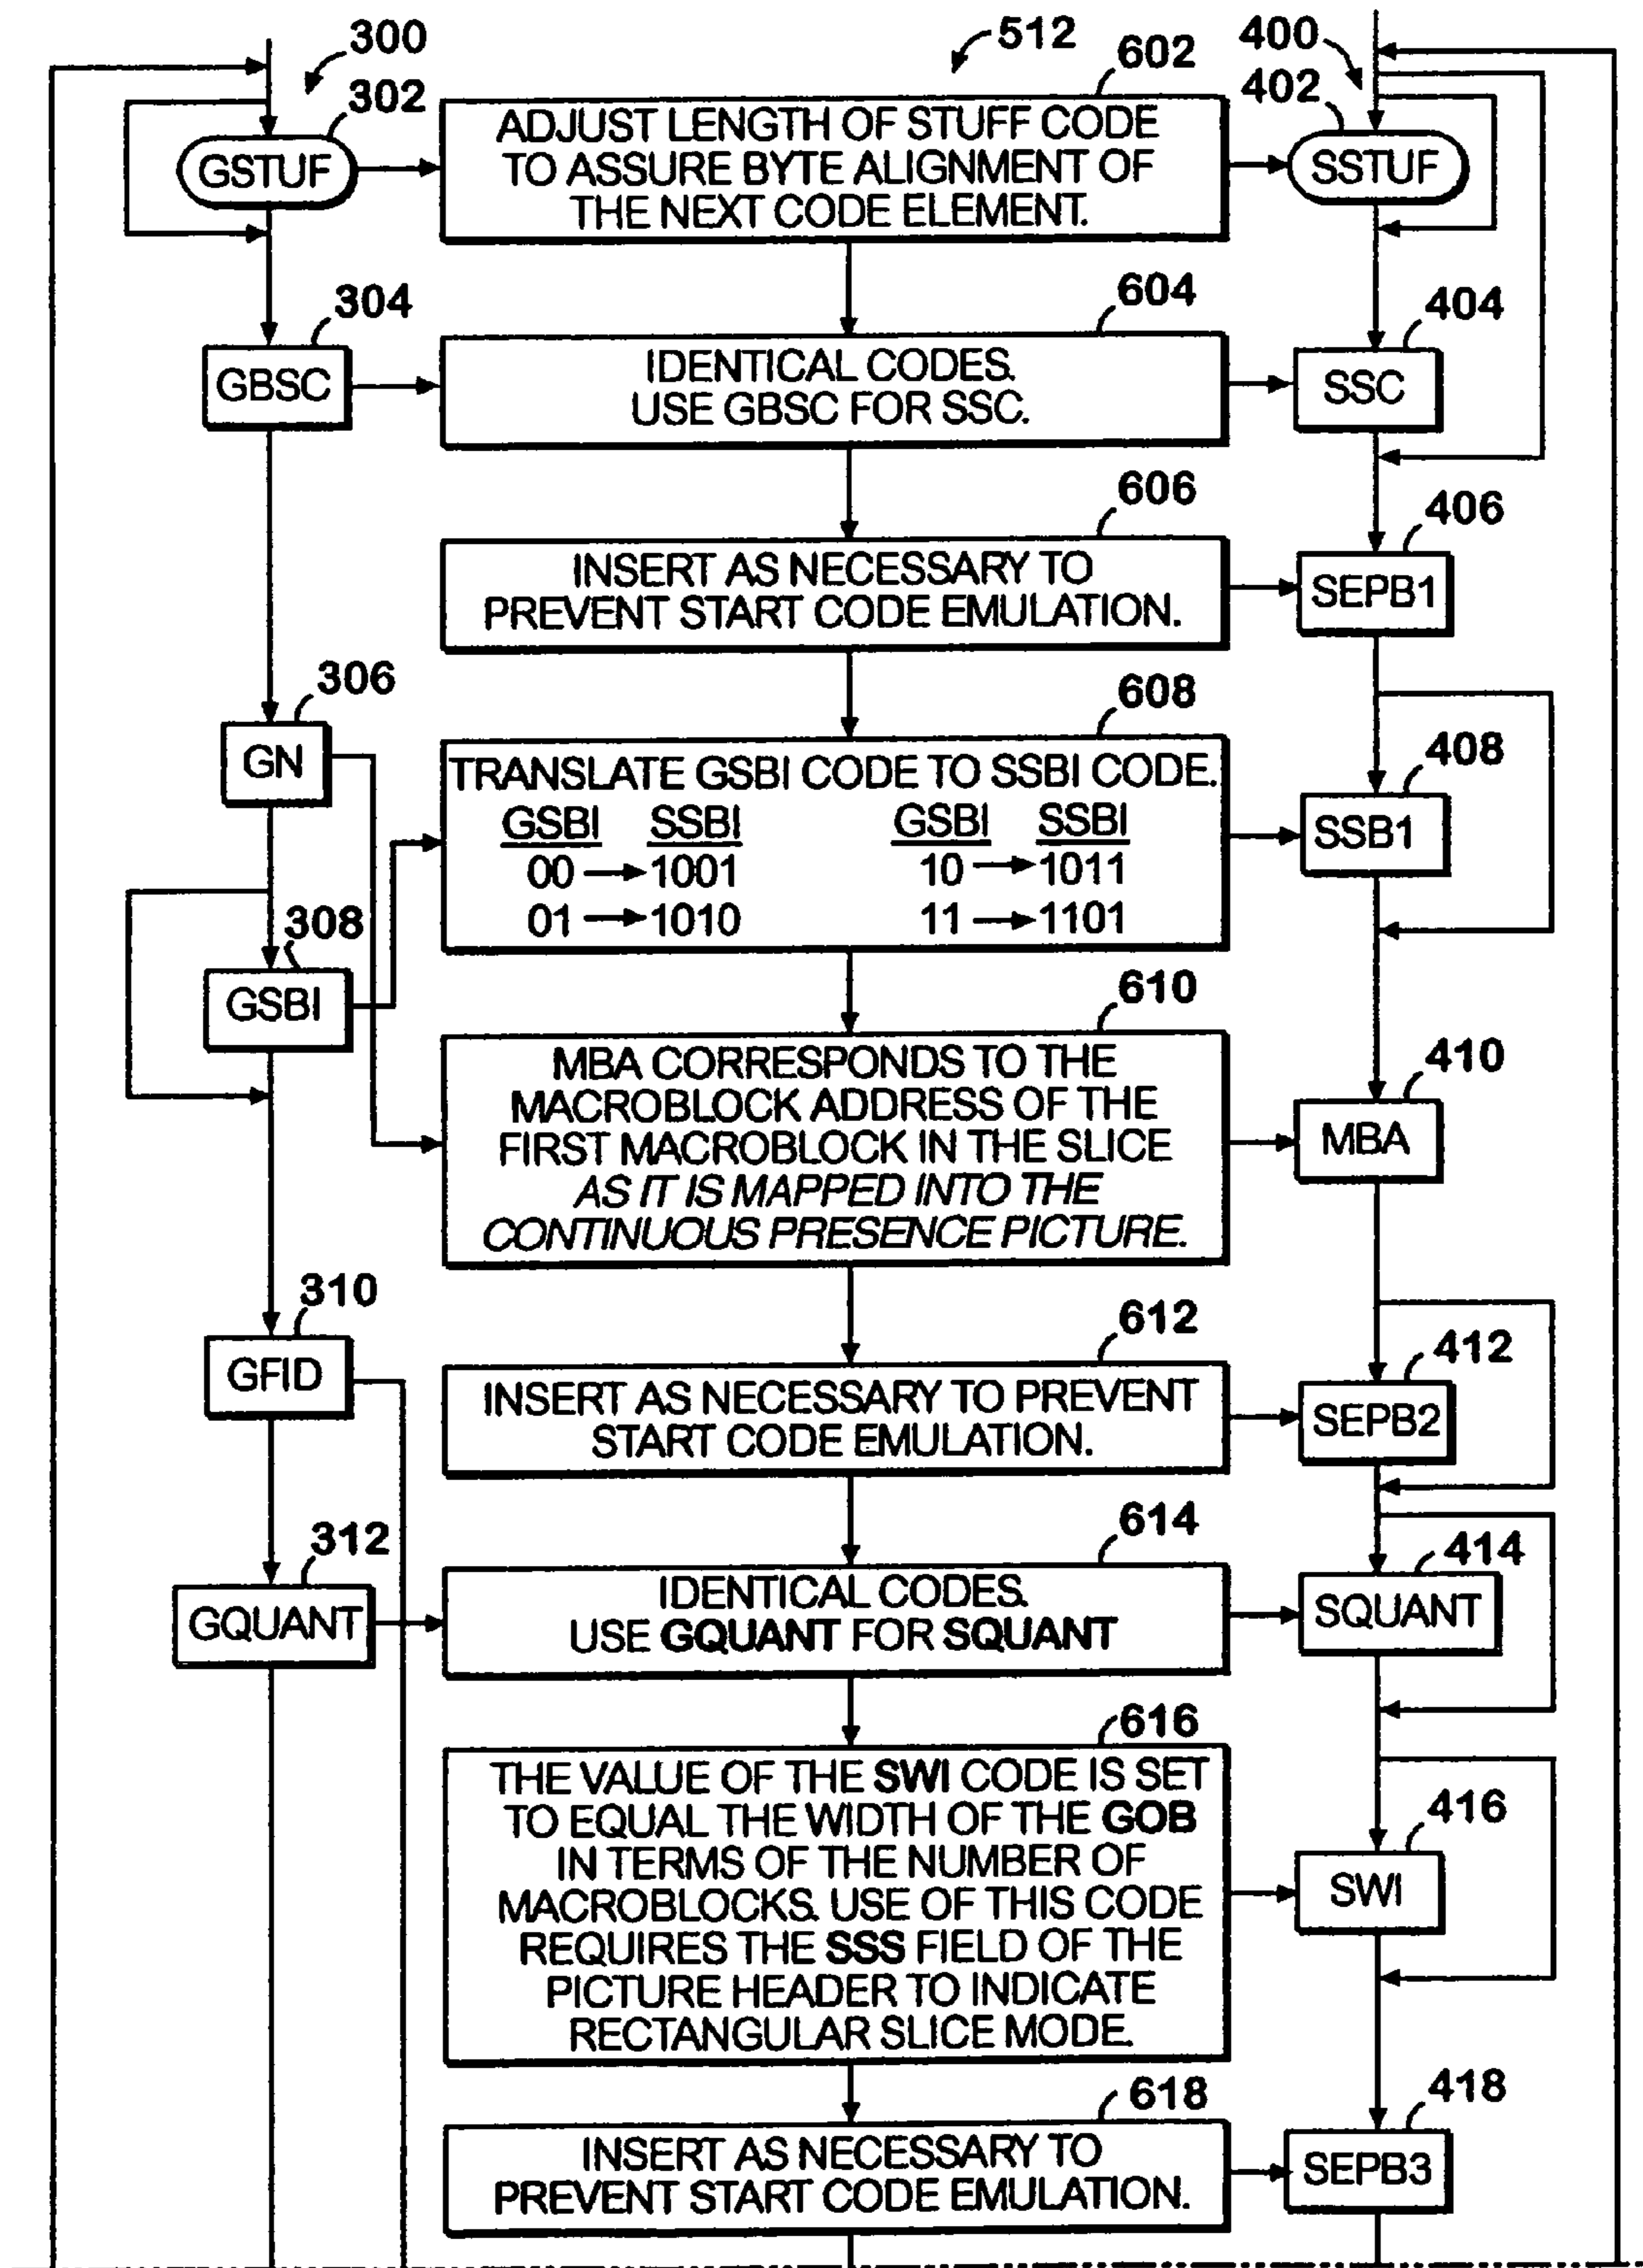 300
512
400
302
602
402
GSTUF
ADJUST LENGTH OF STUFF CODE
TO ASSURE BYTE ALIGNMENT OF
THE NEXT CODE ELEMENT.
SSTUF
304
604
404
GBSC
IDENTICAL CODES.
USE GBSC FOR SSC.
SSC
606
406
INSERT AS NECESSARY TO
PREVENT START CODE EMULATION.
SEPB1
306
608
408
GN
TRANSLATE GSBI CODE TO SSBI CODE.
GSBI SSBI GSBI SSBI
00 → 1001 10 → 1011
01 → 1010 11 → 1101
SSB1
308
GSBI
610
410
MBA CORRESPONDS TO THE
MACROBLOCK ADDRESS OF THE
FIRST MACROBLOCK IN THE SLICE
AS IT IS MAPPED INTO THE
CONTINUOUS PRESENCE PICTURE.
MBA
310
GFID
612
412
INSERT AS NECESSARY TO PREVENT
START CODE EMULATION.
SEPB2
312
614
414
GQUANT
IDENTICAL CODES.
USE GQUANT FOR SQUANT
SQUANT
616
416
THE VALUE OF THE SWI CODE IS SET
TO EQUAL THE WIDTH OF THE GOB
IN TERMS OF THE NUMBER OF
MACROBLOCKS. USE OF THIS CODE
REQUIRES THE SSS FIELD OF THE
PICTURE HEADER TO INDICATE
RECTANGULAR SLICE MODE.
SWI
618
418
INSERT AS NECESSARY TO
PREVENT START CODE EMULATION.
SEPB3